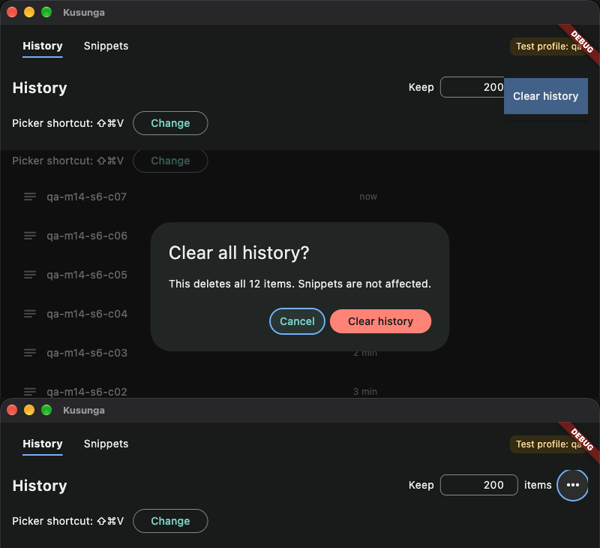 Kusunga
History Snippets Test profile: qa
DEBUG
History Keep 200
Clear history
Picker shortcut: ⇧⌘V Change
Picker shortcut: ⇧⌘V Change
qa-m14-s6-c07 now
qa-m14-s6-c06
Clear all history?
qa-m14-s6-c05
This deletes all 12 items. Snippets are not affected.
qa-m14-s6-c04
Cancel Clear history
qa-m14-s6-c03 2 min
qa-m14-s6-c02 3 min
Kusunga
History Snippets Test profile: qa
DEBUG
History Keep 200 items
Picker shortcut: ⇧⌘V Change